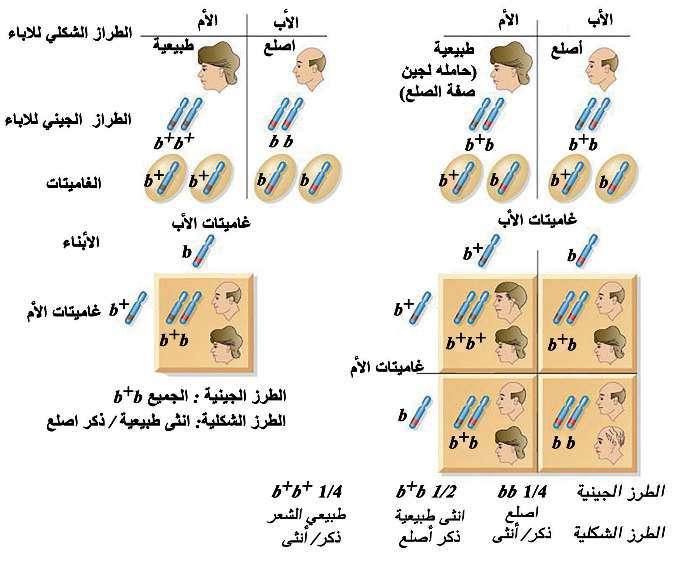 الأب الأم
الطراز الشكلي للاباء
اصلع طبيعية
الطراز الجيني للاباء
b b b⁺b⁺
الغاميتات
b b b⁺ b⁺
غاميتات الأب
الأبناء
b
غاميتات الأم b⁺
b⁺b
الطرز الجينية : الجميع b⁺b
الطرز الشكلية: انثى طبيعية / ذكر اصلع
الأب الأم
أصلع طبيعية
(حامله لجين
صفة الصلع)
b⁺b b⁺b
b b⁺ b b⁺
غاميتات الأب
b b⁺
b⁺
b⁺b b⁺b⁺
غاميتات الأم
b
b b b⁺b
الطرز الجينية bb 1/4 b⁺b 1/2 b⁺b⁺ 1/4
اصلع انثى طبيعية طبيعي الشعر
الطرز الشكلية ذكر/ أنثى ذكر أصلع ذكر/ أنثى